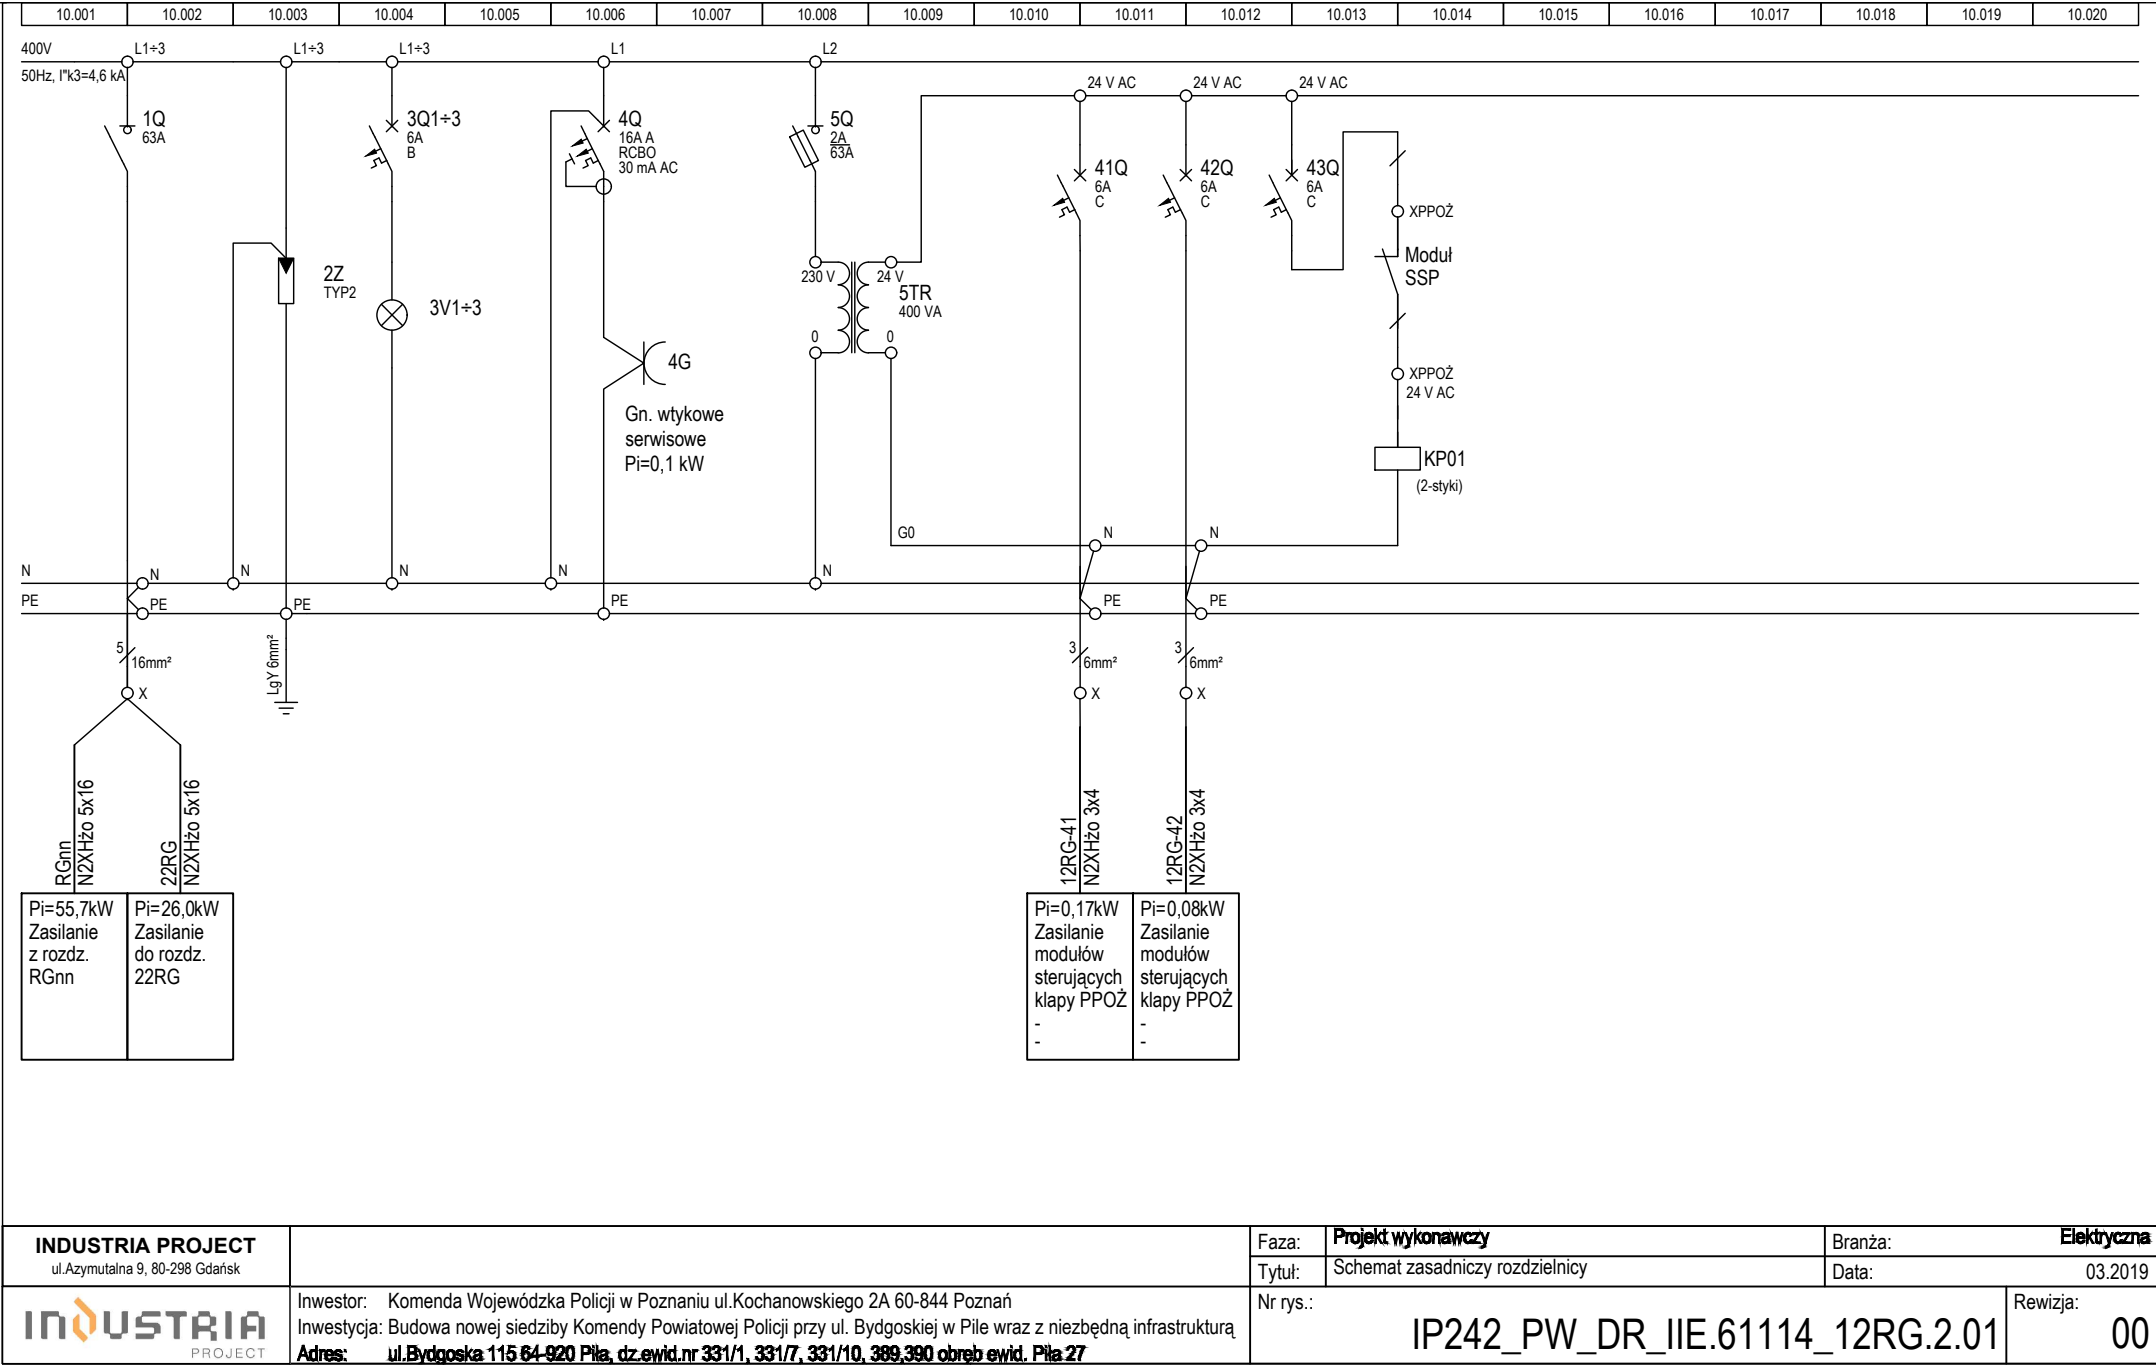 10.001 10.002 10.003 10.004 10.005 10.006 10.007 10.008 10.009 10.010 10.011 10.012 10.013 10.014 10.015 10.016 10.017 10.018 10.019 10.020
400V L1÷3 L1÷3 L1÷3 L1 L2
50Hz, I"k3=4,6 kA
24 V AC 24 V AC 24 V AC
1Q
63A
3Q1÷3
6A
B
4Q
16A A
RCBO
30 mA AC
5Q
2A
63A
41Q
6A
C
42Q
6A
C
43Q
6A
C
XPPOŻ
Moduł
SSP
2Z
TYP2
3V1÷3
230 V 24 V
5TR
400 VA
0 0
4G
Gn. wtykowe
serwisowe
Pi=0,1 kW
XPPOŻ
24 V AC
KP01
(2-styki)
G0 N N
N N N N N N
PE PE PE PE PE PE
5 16mm²
LgY 6mm²
3 6mm²
3 6mm²
X X X
RGnn
N2XHżo 5x16
22RG
N2XHżo 5x16
12RG-41
N2XHżo 3x4
12RG-42
N2XHżo 3x4
Pi=55,7kW
Zasilanie
z rozdz.
RGnn
Pi=26,0kW
Zasilanie
do rozdz.
22RG
Pi=0,17kW
Zasilanie
modułów
sterujących
klapy PPOŻ
-
-
Pi=0,08kW
Zasilanie
modułów
sterujących
klapy PPOŻ
-
-
INDUSTRIA PROJECT
ul.Azymutalna 9, 80-298 Gdańsk
INDUSTRIA
PROJECT
Inwestor: Komenda Wojewódzka Policji w Poznaniu ul.Kochanowskiego 2A 60-844 Poznań
Inwestycja: Budowa nowej siedziby Komendy Powiatowej Policji przy ul. Bydgoskiej w Pile wraz z niezbędną infrastrukturą
Adres: ul.Bydgoska 115 64-920 Piła, dz.ewid.nr 331/1, 331/7, 331/10, 389,390 obręb ewid. Piła 27
Faza: Projekt wykonawczy
Branża: Elektryczna
Tytuł: Schemat zasadniczy rozdzielnicy
Data: 03.2019
Nr rys.: IP242_PW_DR_IIE.61114_12RG.2.01
Rewizja: 00